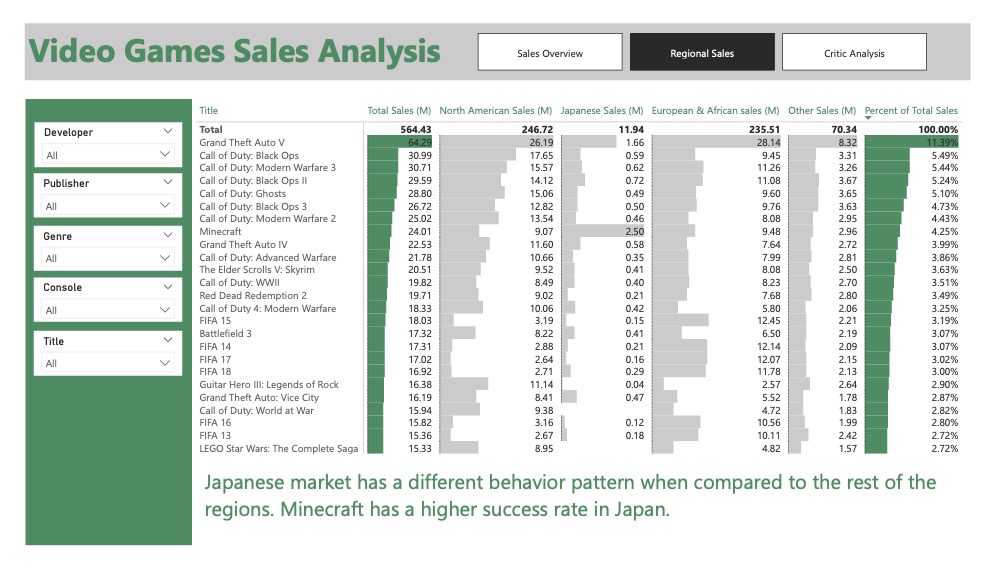 Video Games Sales Analysis
Sales Overview
Regional Sales
Critic Analysis
Developer
All
Publisher
All
Genre
All
Console
All
Title
All
Title Total Sales (M) North American Sales (M) Japanese Sales (M) European & African sales (M) Other Sales (M) Percent of Total Sales
Total 564.43 246.72 11.94 235.51 70.34 100.00%
Grand Theft Auto V 64.29 26.19 1.66 28.14 8.32 11.39%
Call of Duty: Black Ops 30.99 17.65 0.59 9.45 3.31 5.49%
Call of Duty: Modern Warfare 3 30.71 15.57 0.62 11.26 3.26 5.44%
Call of Duty: Black Ops II 29.59 14.12 0.72 11.08 3.67 5.24%
Call of Duty: Ghosts 28.80 15.06 0.49 9.60 3.65 5.10%
Call of Duty: Black Ops 3 26.72 12.82 0.50 9.76 3.63 4.73%
Call of Duty: Modern Warfare 2 25.02 13.54 0.46 8.08 2.95 4.43%
Minecraft 24.01 9.07 2.50 9.48 2.96 4.25%
Grand Theft Auto IV 22.53 11.60 0.58 7.64 2.72 3.99%
Call of Duty: Advanced Warfare 21.78 10.66 0.35 7.99 2.81 3.86%
The Elder Scrolls V: Skyrim 20.51 9.52 0.41 8.08 2.50 3.63%
Call of Duty: WWII 19.82 8.49 0.40 8.23 2.70 3.51%
Red Dead Redemption 2 19.71 9.02 0.21 7.68 2.80 3.49%
Call of Duty 4: Modern Warfare 18.33 10.06 0.42 5.80 2.06 3.25%
FIFA 15 18.03 3.19 0.15 12.45 2.21 3.19%
Battlefield 3 17.32 8.22 0.41 6.50 2.19 3.07%
FIFA 14 17.31 2.88 0.21 12.14 2.09 3.07%
FIFA 17 17.02 2.64 0.16 12.07 2.15 3.02%
FIFA 18 16.92 2.71 0.29 11.78 2.13 3.00%
Guitar Hero III: Legends of Rock 16.38 11.14 0.04 2.57 2.64 2.90%
Grand Theft Auto: Vice City 16.19 8.41 0.47 5.52 1.78 2.87%
Call of Duty: World at War 15.94 9.38 4.72 1.83 2.82%
FIFA 16 15.82 3.16 0.12 10.56 1.99 2.80%
FIFA 13 15.36 2.67 0.18 10.11 2.42 2.72%
LEGO Star Wars: The Complete Saga 15.33 8.95 4.82 1.57 2.72%
Japanese market has a different behavior pattern when compared to the rest of the
regions. Minecraft has a higher success rate in Japan.